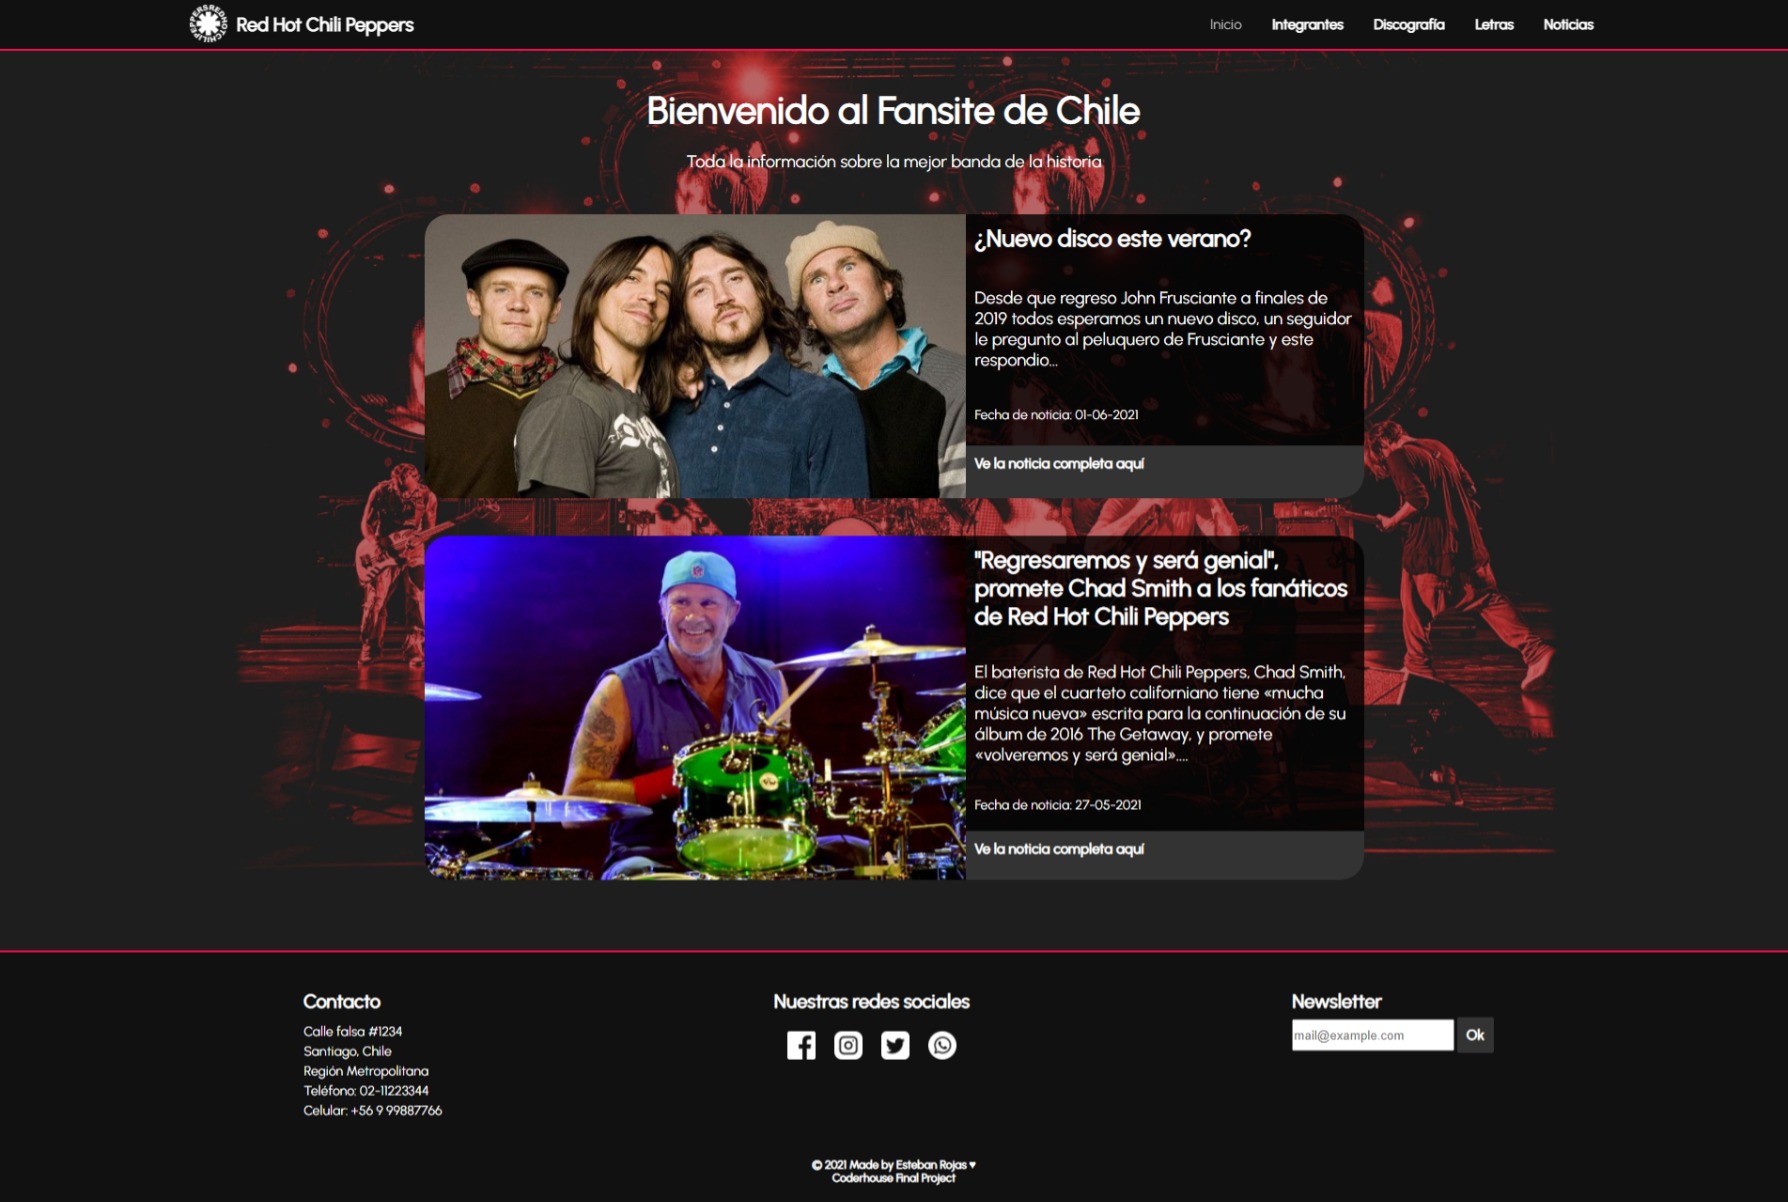 Red Hot Chili Peppers
Inicio
Integrantes
Discografía
Letras
Noticias
Bienvenido al Fansite de Chile
Toda la información sobre la mejor banda de la historia
¿Nuevo disco este verano?
Desde que regreso John Frusciante a finales de
2019 todos esperamos un nuevo disco, un seguidor
le pregunto al peluquero de Frusciante y este
respondio...
Fecha de noticia: 01-06-2021
Ve la noticia completa aquí
"Regresaremos y será genial",
promete Chad Smith a los fanáticos
de Red Hot Chili Peppers
El baterista de Red Hot Chili Peppers, Chad Smith,
dice que el cuarteto californiano tiene «mucha
música nueva» escrita para la continuación de su
álbum de 2016 The Getaway, y promete
«volveremos y será genial»....
Fecha de noticia: 27-05-2021
Ve la noticia completa aquí
Contacto
Calle falsa #1234
Santiago, Chile
Región Metropolitana
Teléfono: 02-11223344
Celular: +56 9 99887766
Nuestras redes sociales
Newsletter
mail@example.com
Ok
© 2021 Made by Esteban Rojas ♥
Coderhouse Final Project